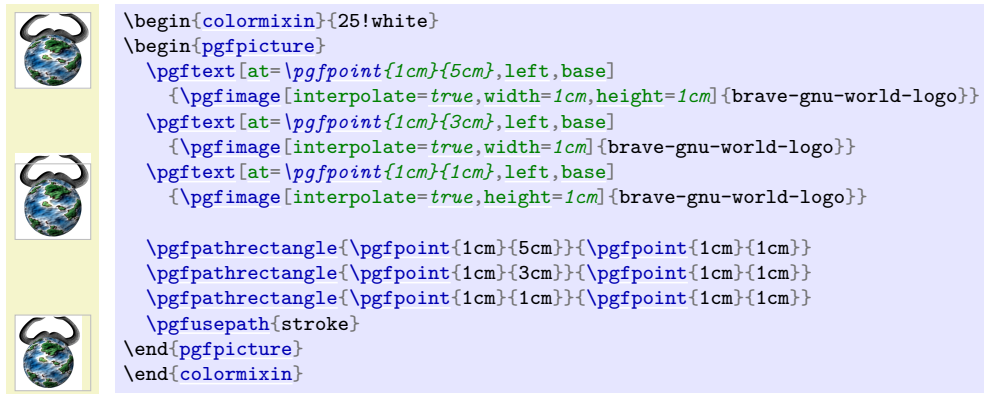 \begin{colormixin}{25!white}
\begin{pgfpicture}
  \pgftext[at=\pgfpoint{1cm}{5cm},left,base]
    {\pgfimage[interpolate=true,width=1cm,height=1cm]{brave-gnu-world-logo}}
  \pgftext[at=\pgfpoint{1cm}{3cm},left,base]
    {\pgfimage[interpolate=true,width=1cm]{brave-gnu-world-logo}}
  \pgftext[at=\pgfpoint{1cm}{1cm},left,base]
    {\pgfimage[interpolate=true,height=1cm]{brave-gnu-world-logo}}

  \pgfpathrectangle{\pgfpoint{1cm}{5cm}}{\pgfpoint{1cm}{1cm}}
  \pgfpathrectangle{\pgfpoint{1cm}{3cm}}{\pgfpoint{1cm}{1cm}}
  \pgfpathrectangle{\pgfpoint{1cm}{1cm}}{\pgfpoint{1cm}{1cm}}
  \pgfusepath{stroke}
\end{pgfpicture}
\end{colormixin}